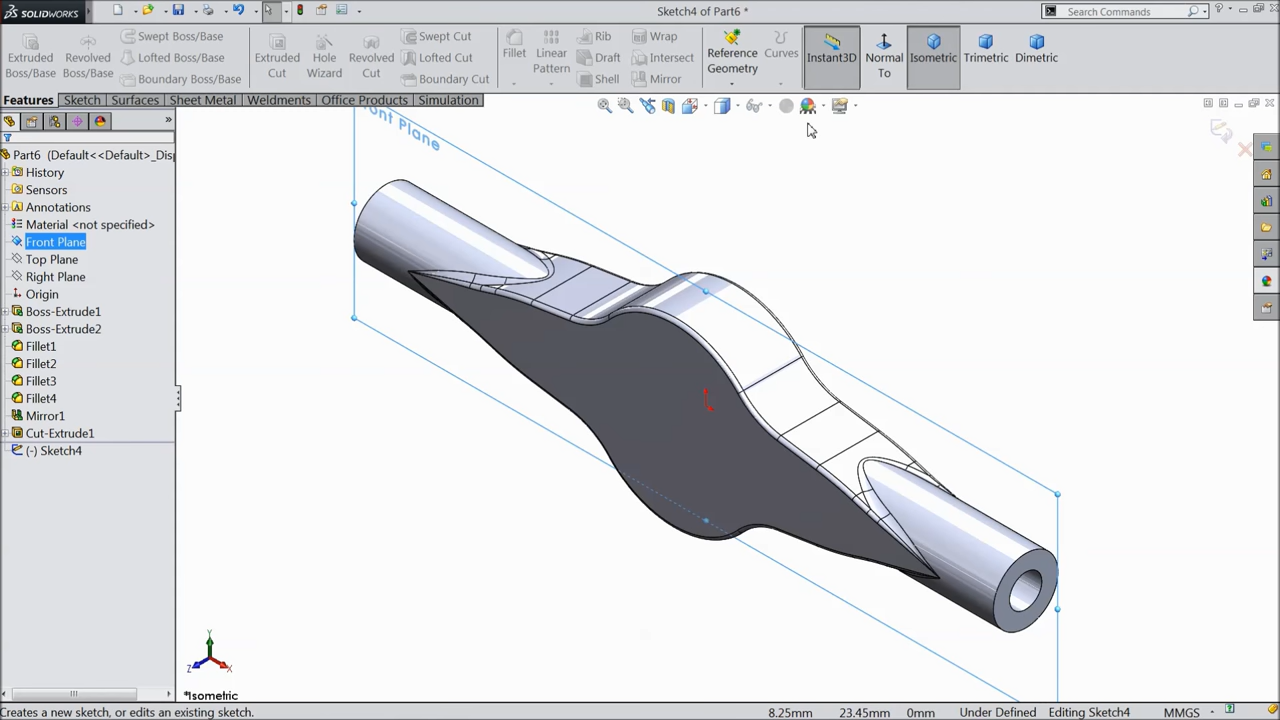 SOLIDWORKS
Sketch4 of Part6 *
Search Commands
Extruded Boss/Base
Revolved Boss/Base
Swept Boss/Base
Lofted Boss/Base
Boundary Boss/Base
Extruded Cut
Hole Wizard
Revolved Cut
Swept Cut
Lofted Cut
Boundary Cut
Fillet
Linear Pattern
Rib
Draft
Shell
Wrap
Intersect
Mirror
Reference Geometry
Curves
Instant3D
Normal To
Isometric
Trimetric
Dimetric
Features
Sketch
Surfaces
Sheet Metal
Weldments
Office Products
Simulation
Part6 (Default<<Default>_Disp
History
Sensors
Annotations
Material <not specified>
Front Plane
Top Plane
Right Plane
Origin
Boss-Extrude1
Boss-Extrude2
Fillet1
Fillet2
Fillet3
Fillet4
Mirror1
Cut-Extrude1
(-) Sketch4
ront Plane
Y
Z
X
*Isometric
Creates a new sketch, or edits an existing sketch.
8.25mm
23.45mm
0mm
Under Defined
Editing Sketch4
MMGS